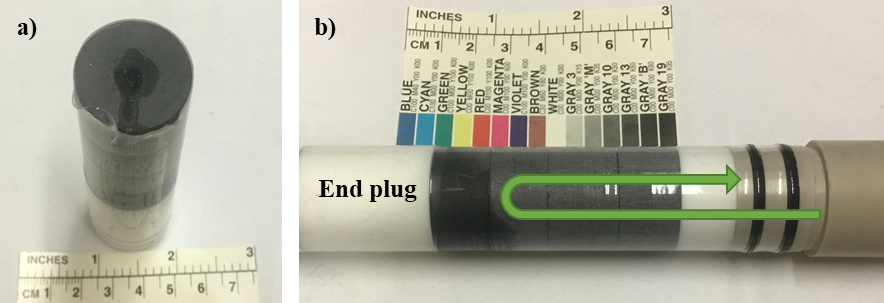 a)
INCHES 1 2 3
CM 1 2 3 4 5 6 7
b)
INCHES 1 2 3
CM 1 2 3 4 5 6 7
BLUE
CYAN
GREEN
YELLOW
RED
MAGENTA
VIOLET
BROWN
WHITE
GRAY 3
GRAY 'M'
GRAY 10
GRAY 13
GRAY 'B'
GRAY 19
End plug